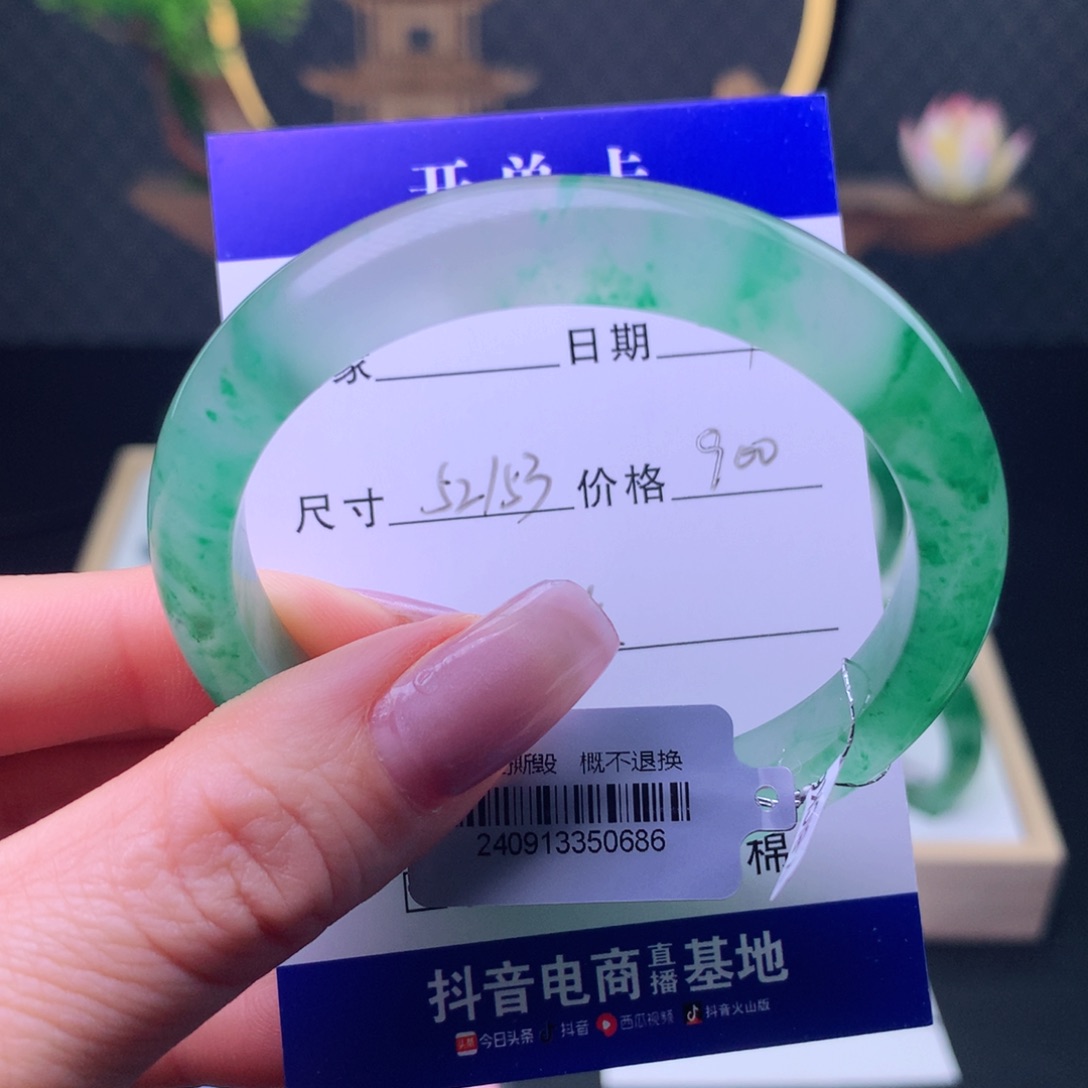 开单卡
家 日期
尺寸 52/53 价格 900
撕毁 概不退换
240913350686
棉
抖音电商直播基地
头条 今日头条 抖音 西瓜视频 抖音火山版